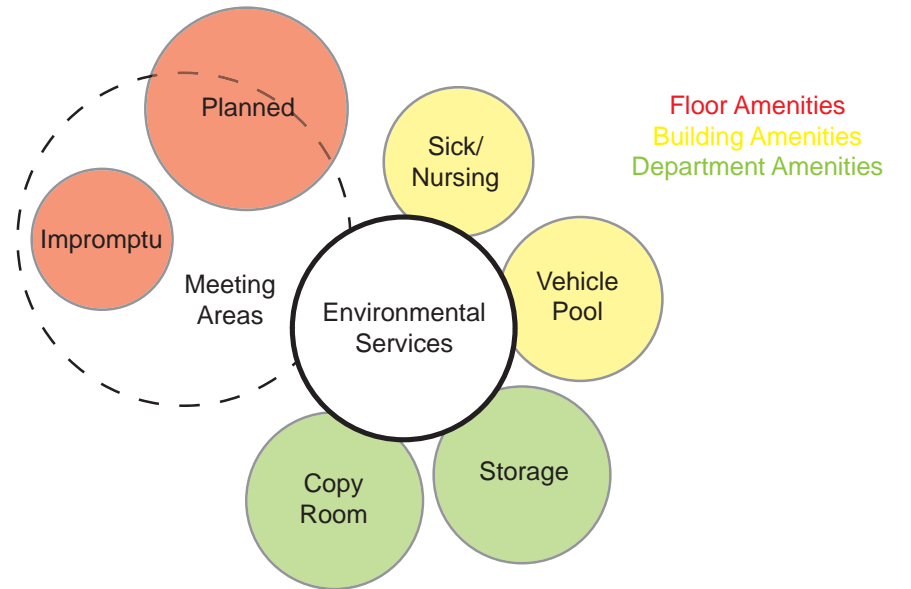 Planned
Impromptu
Meeting
Areas
Sick/
Nursing
Environmental
Services
Vehicle
Pool
Copy
Room
Storage
Floor Amenities
Building Amenities
Department Amenities